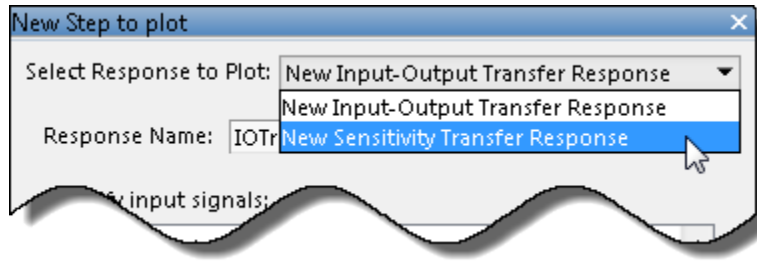 New Step to plot
Select Response to Plot: New Input-Output Transfer Response
New Input-Output Transfer Response
New Sensitivity Transfer Response
Response Name:
input signals: